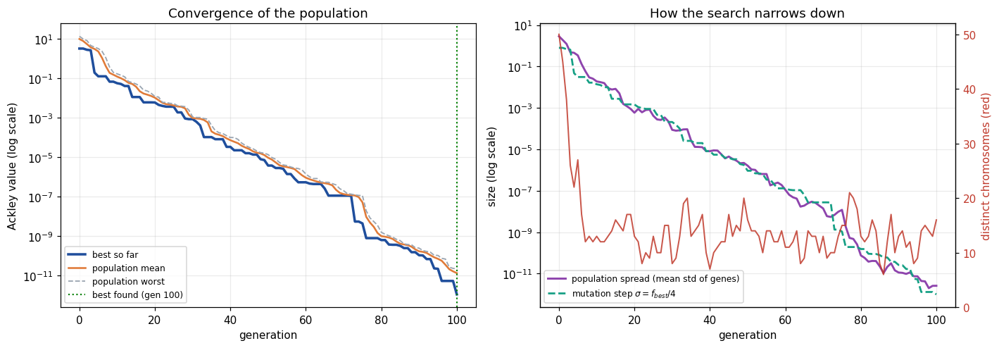 Convergence of the population
Ackley value (log scale)
10¹
10⁻¹
10⁻³
10⁻⁵
10⁻⁷
10⁻⁹
10⁻¹¹
best so far
population mean
population worst
best found (gen 100)
0 20 40 60 80 100
generation
How the search narrows down
size (log scale)
10¹
10⁻¹
10⁻³
10⁻⁵
10⁻⁷
10⁻⁹
10⁻¹¹
population spread (mean std of genes)
mutation step σ = f_best/4
0 20 40 60 80 100
generation
50
40
30
20
10
0
distinct chromosomes (red)